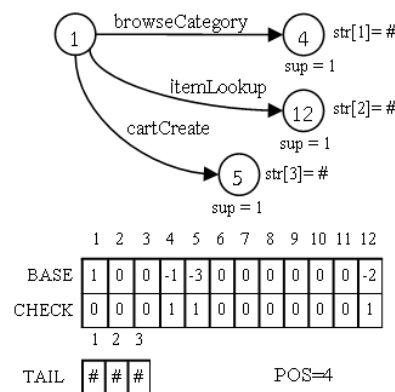 browseCategory
1
4
str[1]= #
sup = 1
itemLookup
12
str[2]= #
sup = 1
cartCreate
5
str[3]= #
sup = 1
1 2 3 4 5 6 7 8 9 10 11 12
BASE 1 0 0 -1 -3 0 0 0 0 0 0 -2
CHECK 0 0 0 1 1 0 0 0 0 0 0 1
1 2 3
TAIL # # # POS=4